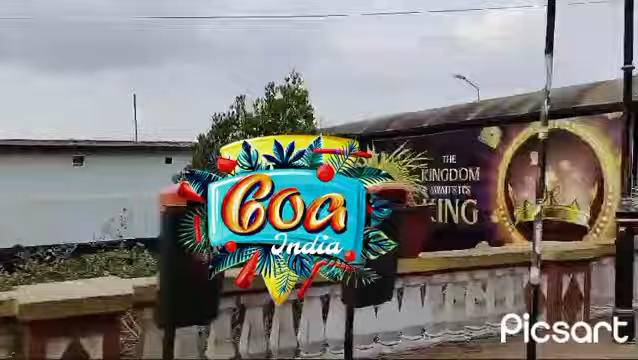 THE
KINGDOM
AWAITS ITS
KING
Goa
India
Picsart